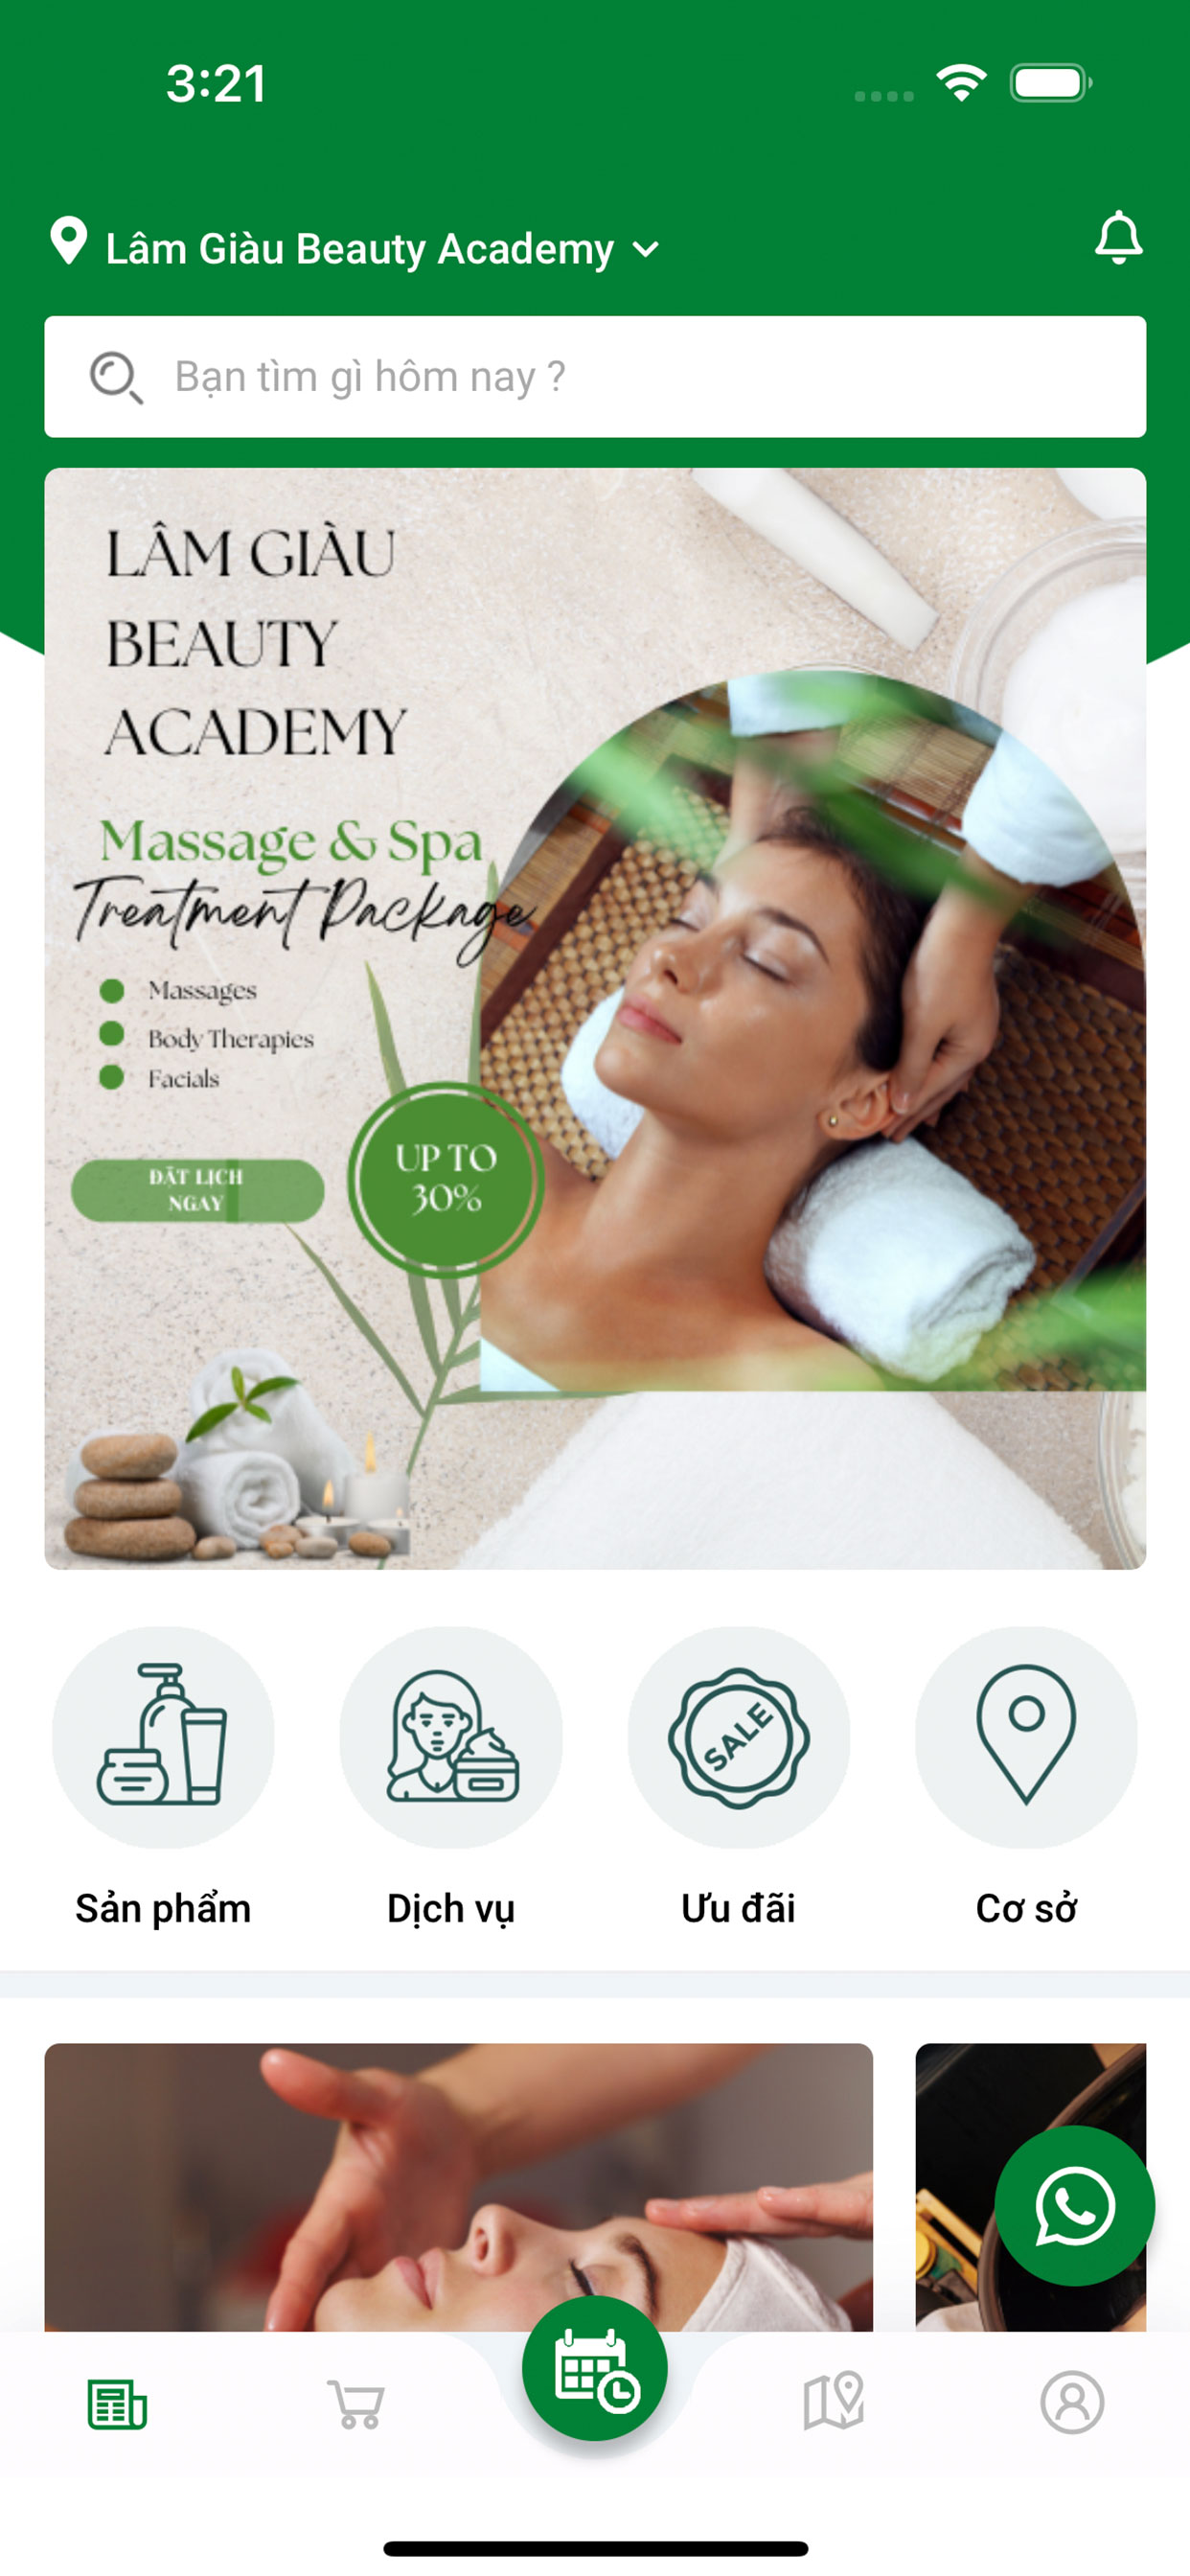 3:21
Lâm Giàu Beauty Academy
Bạn tìm gì hôm nay ?
LÂM GIÀU
BEAUTY
ACADEMY
Massage & Spa
Treatment Package
Massages
Body Therapies
Facials
ĐẶT LỊCH
NGAY
UP TO
30%
SALE
Sản phẩm
Dịch vụ
Ưu đãi
Cơ sở